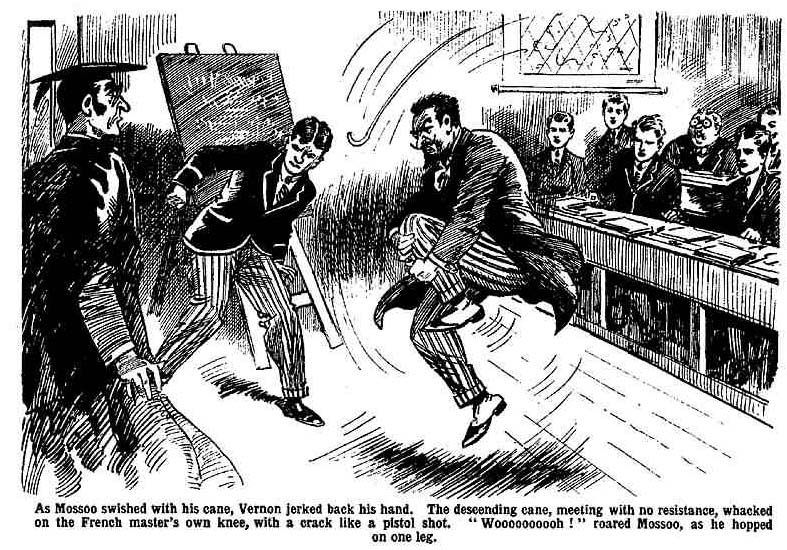 As Mossoo swished with his cane, Vernon jerked back his hand. The descending cane, meeting with no resistance, whacked
on the French master's own knee, with a crack like a pistol shot. "Woooooooooh!" roared Mossoo, as he hopped
on one leg.